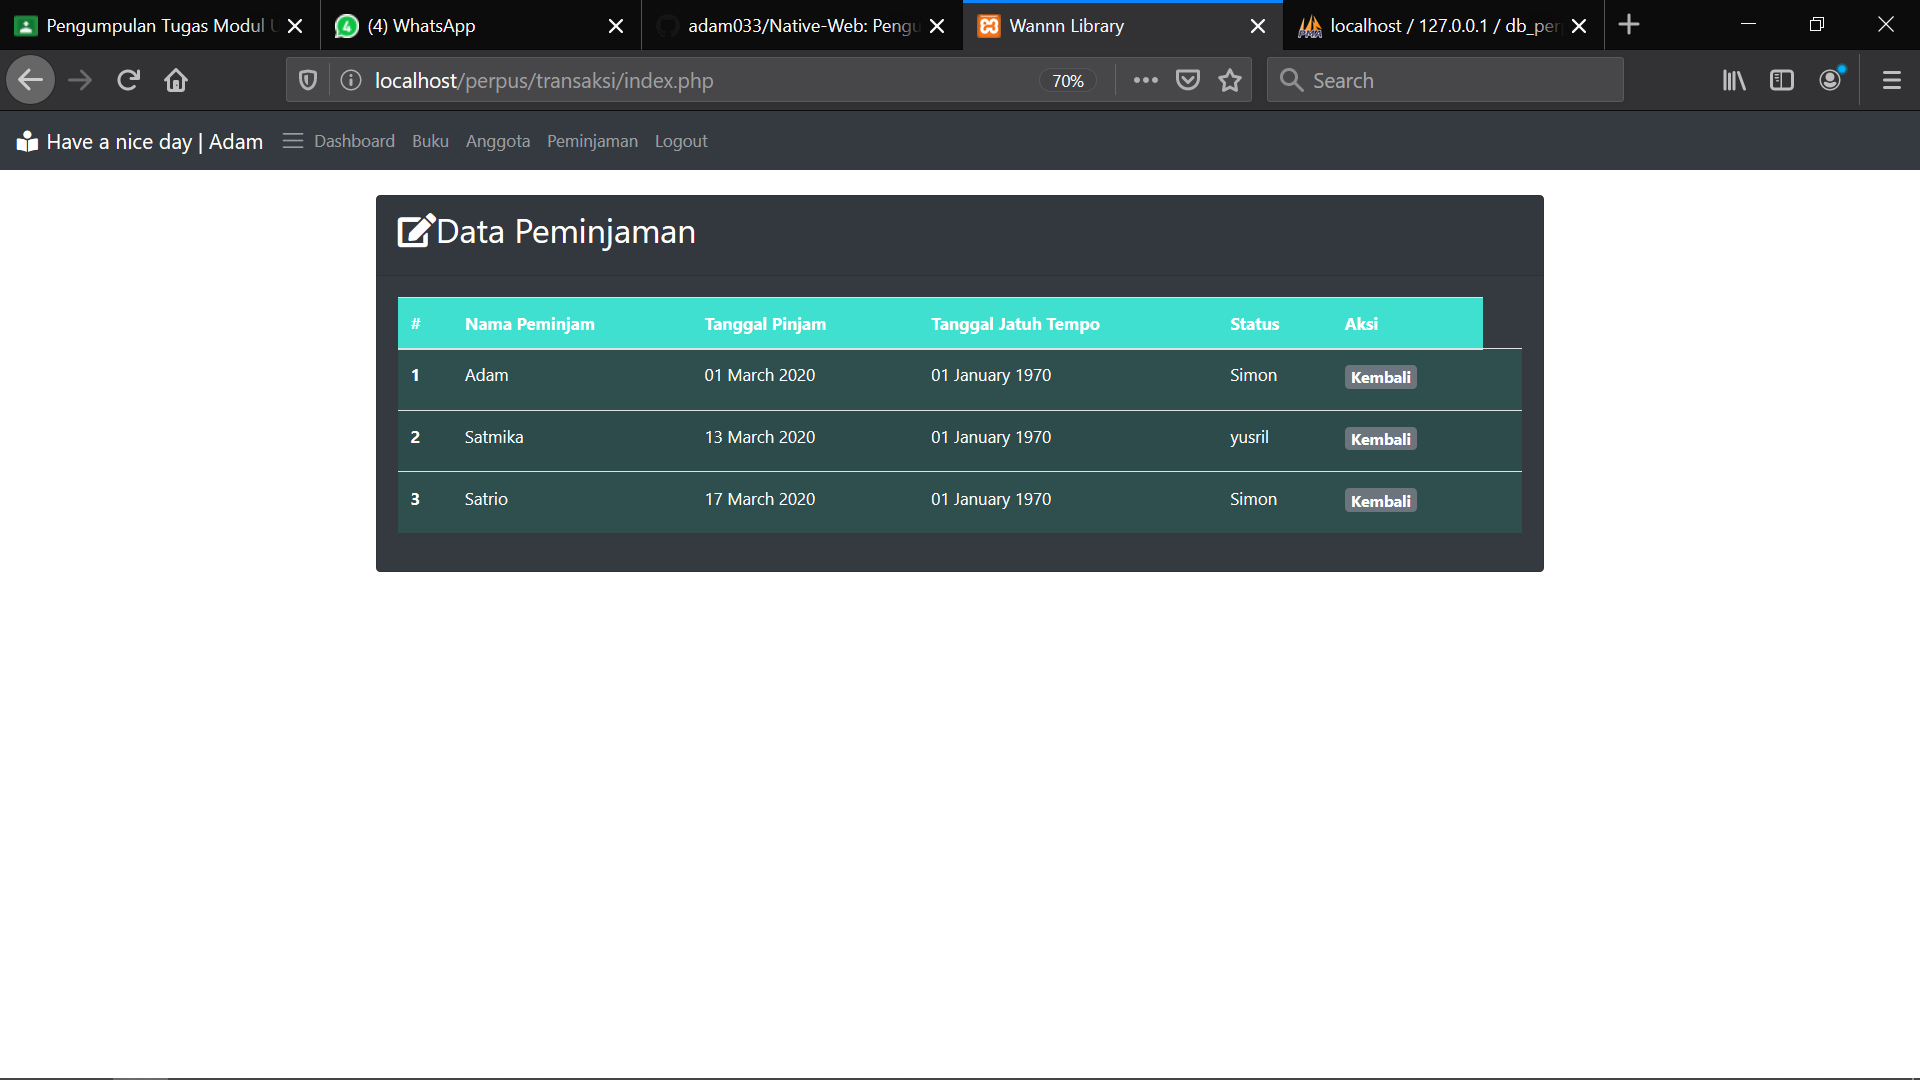 Pengumpulan Tugas Modul U
4 (4) WhatsApp
adam033/Native-Web: Pengu
Wannn Library
PMA localhost / 127.0.0.1 / db_per
localhost/perpus/transaksi/index.php
70%
Search
Have a nice day | Adam Dashboard Buku Anggota Peminjaman Logout
Data Peminjaman
# Nama Peminjam Tanggal Pinjam Tanggal Jatuh Tempo Status Aksi
1 Adam 01 March 2020 01 January 1970 Simon Kembali
2 Satmika 13 March 2020 01 January 1970 yusril Kembali
3 Satrio 17 March 2020 01 January 1970 Simon Kembali